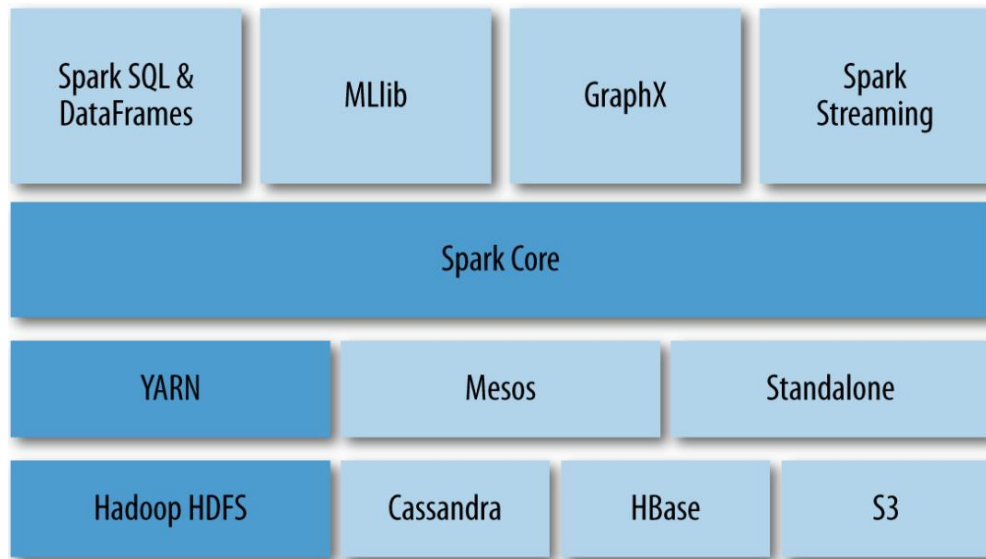 Spark SQL &
DataFrames
MLlib
GraphX
Spark
Streaming
Spark Core
YARN
Mesos
Standalone
Hadoop HDFS
Cassandra
HBase
S3